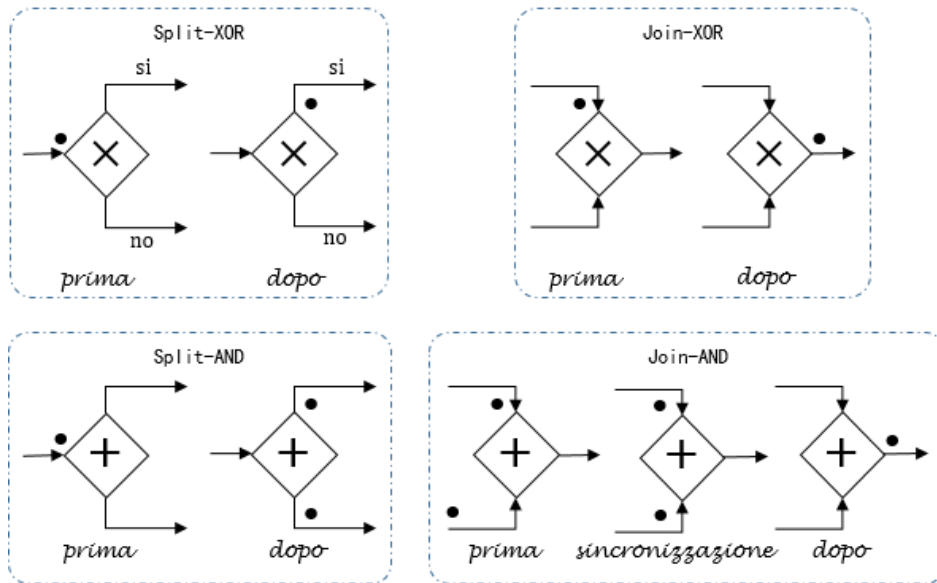 Split-XOR
si
si
no
no
prima
dopo
Join-XOR
prima
dopo
Split-AND
prima
dopo
Join-AND
prima
sincronizzazione
dopo